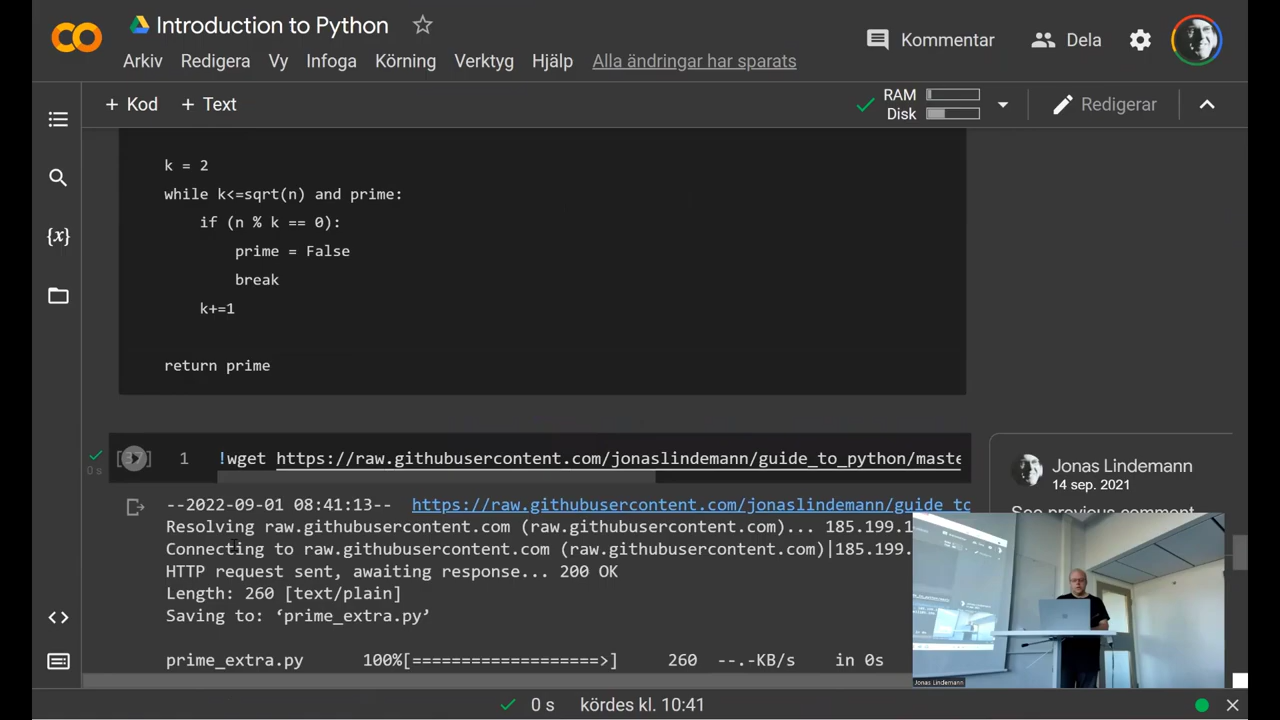 Introduction to Python
Kommentar
Dela
Arkiv Redigera Vy Infoga Körning Verktyg Hjälp Alla ändringar har sparats
+ Kod + Text
RAM
Disk
Redigerar
k = 2
while k<=sqrt(n) and prime:
if (n % k == 0):
prime = False
break
k+=1
return prime
1 !wget https://raw.githubusercontent.com/jonaslindemann/guide_to_python/maste
0 s
Jonas Lindemann
14 sep. 2021
See previous comment
--2022-09-01 08:41:13-- https://raw.githubusercontent.com/jonaslindemann/guide_to
Resolving raw.githubusercontent.com (raw.githubusercontent.com)... 185.199.1
Connecting to raw.githubusercontent.com (raw.githubusercontent.com)|185.199.
HTTP request sent, awaiting response... 200 OK
Length: 260 [text/plain]
Saving to: ‘prime_extra.py’
prime_extra.py 100%[===================>] 260 --.-KB/s in 0s
Jonas Lindemann
0 s kördes kl. 10:41